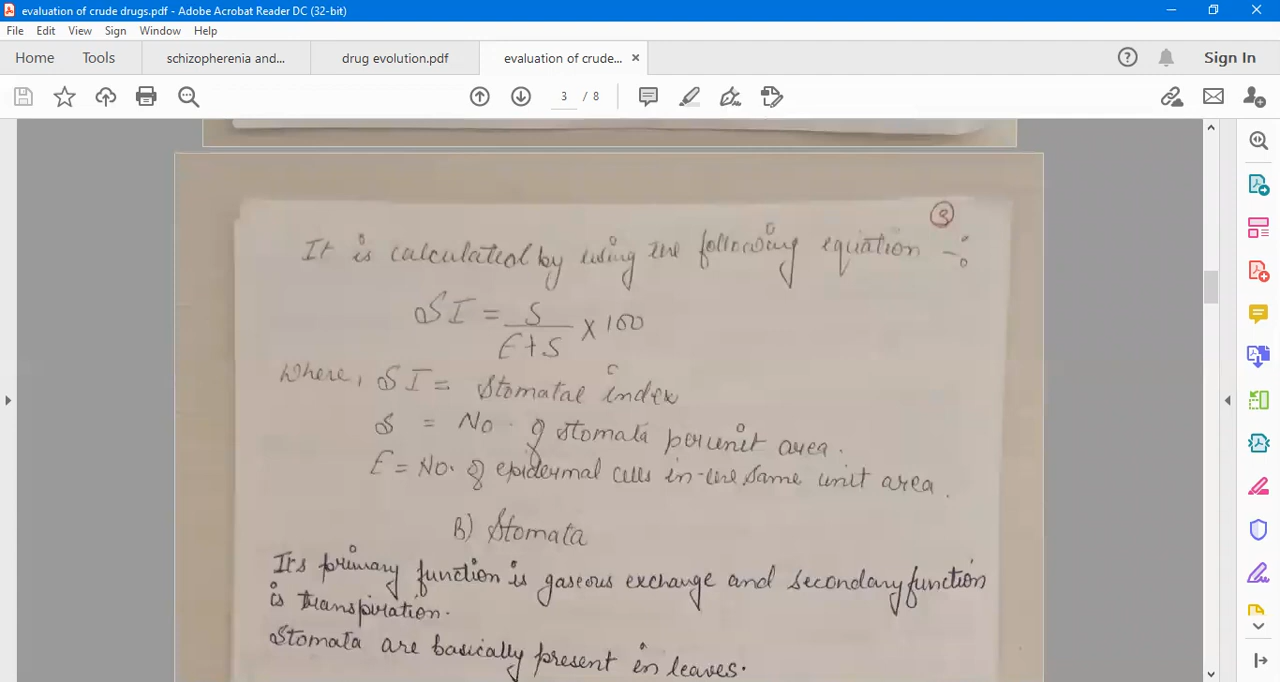 evaluation of crude drugs.pdf - Adobe Acrobat Reader DC (32-bit)
File Edit View Sign Window Help
Home Tools schizopherenia and... drug evolution.pdf evaluation of crude... × Sign In
3 / 8
3
It is calculated by using the following equation -:
SI = S / E+S × 100
Where, SI = Stomatal index
S = No. of stomata per unit area.
E = No. of epidermal cells in the same unit area.
B) Stomata
It's primary function is gaseous exchange and secondary function
is transpiration.
Stomata are basically present in leaves.